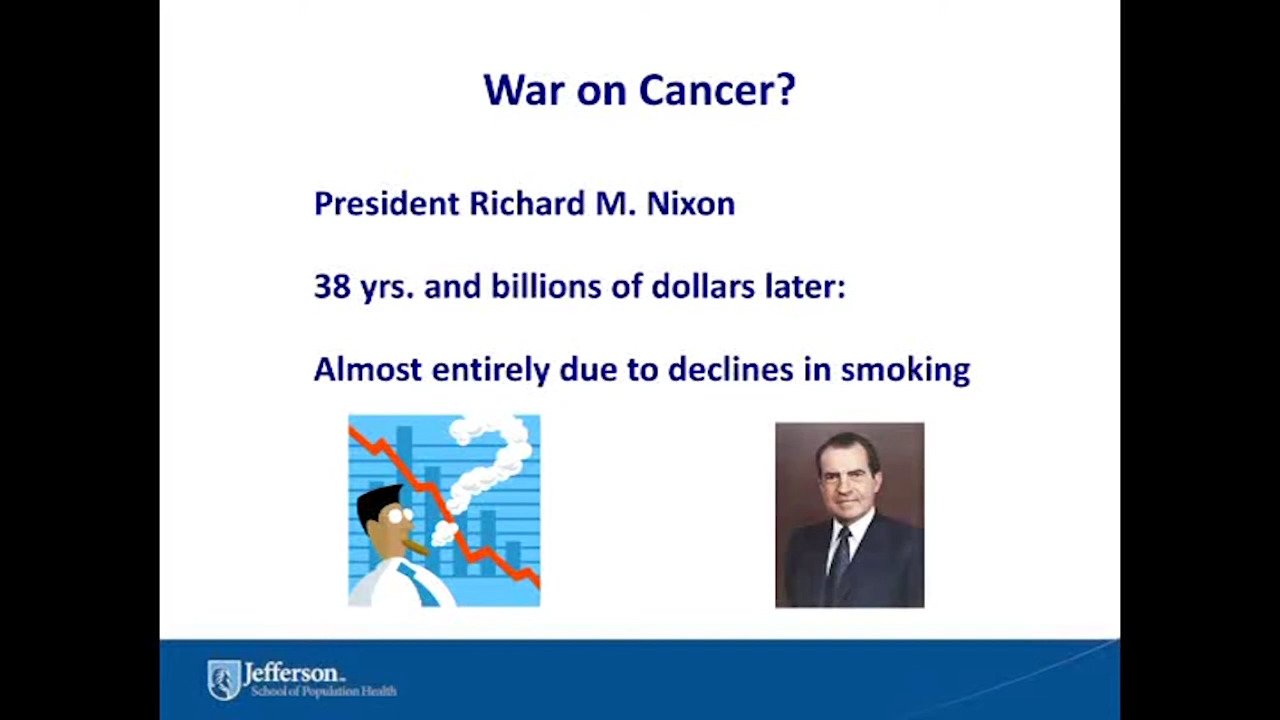 War on Cancer?
President Richard M. Nixon
38 yrs. and billions of dollars later:
Almost entirely due to declines in smoking
Jefferson™
School of Population Health